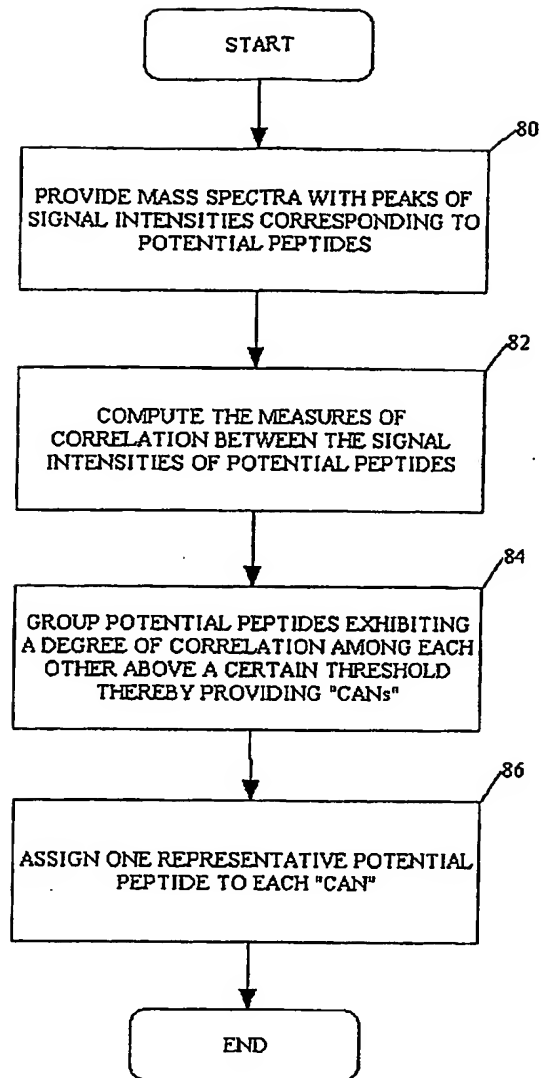 START
80
PROVIDE MASS SPECTRA WITH PEAKS OF
SIGNAL INTENSITIES CORRESPONDING TO
POTENTIAL PEPTIDES
82
COMPUTE THE MEASURES OF
CORRELATION BETWEEN THE SIGNAL
INTENSITIES OF POTENTIAL PEPTIDES
84
GROUP POTENTIAL PEPTIDES EXHIBITING
A DEGREE OF CORRELATION AMONG EACH
OTHER ABOVE A CERTAIN THRESHOLD
THEREBY PROVIDING "CANs"
86
ASSIGN ONE REPRESENTATIVE POTENTIAL
PEPTIDE TO EACH "CAN"
END